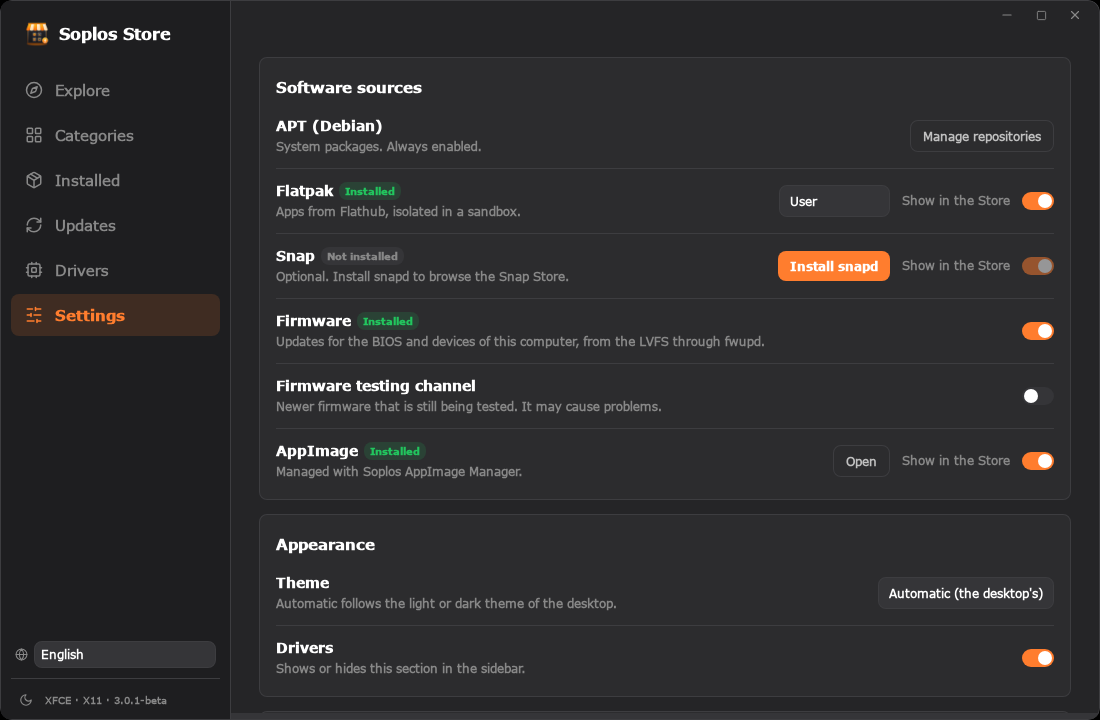 Soplos Store
Explore
Categories
Installed
Updates
Drivers
Settings
English
XFCE · X11 · 3.0.1-beta
Software sources
APT (Debian)
System packages. Always enabled.
Manage repositories
Flatpak Installed
Apps from Flathub, isolated in a sandbox.
User Show in the Store
Snap Not installed
Optional. Install snapd to browse the Snap Store.
Install snapd Show in the Store
Firmware Installed
Updates for the BIOS and devices of this computer, from the LVFS through fwupd.
Firmware testing channel
Newer firmware that is still being tested. It may cause problems.
AppImage Installed
Managed with Soplos AppImage Manager.
Open Show in the Store
Appearance
Theme
Automatic follows the light or dark theme of the desktop.
Automatic (the desktop's)
Drivers
Shows or hides this section in the sidebar.